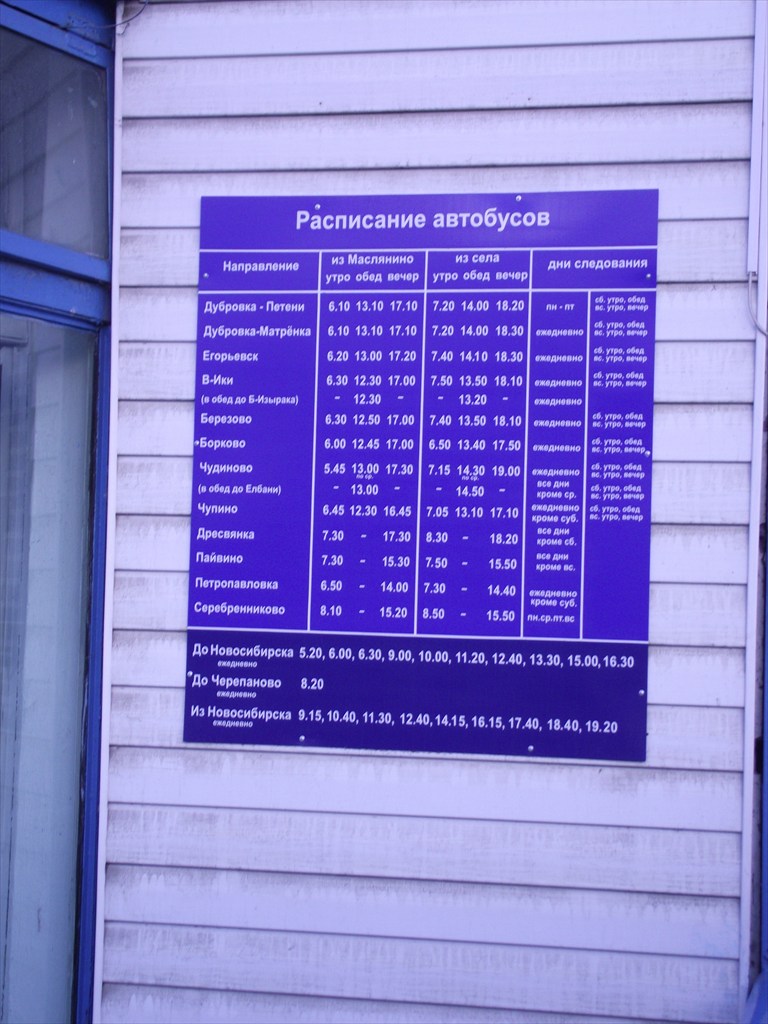 Расписание автобусов
Направление из Маслянино из села дни следования
утро обед вечер утро обед вечер
Дубровка - Петени 6.10 13.10 17.10 7.20 14.00 18.20 пн - пт сб. утро, обед
вс. утро, вечер
Дубровка-Матрёнка 6.10 13.10 17.10 7.20 14.00 18.30 ежедневно сб. утро, обед
вс. утро, вечер
Егорьевск 6.20 13.00 17.20 7.40 14.10 18.30 ежедневно сб. утро, обед
вс. утро, вечер
В-Ики 6.30 12.30 17.00 7.50 13.50 18.10 ежедневно сб. утро, обед
вс. утро, вечер
(в обед до Б-Изырака) - 12.30 - - 13.20 - ежедневно
Березово 6.30 12.50 17.00 7.40 13.50 18.10 ежедневно сб. утро, обед
вс. утро, вечер
Борково 6.00 12.45 17.00 6.50 13.40 17.50 ежедневно сб. утро, обед
вс. утро, вечер
Чудиново 5.45 13.00 17.30 7.15 14.30 19.00 ежедневно сб. утро, обед
по ср. по ср. вс. утро, вечер
(в обед до Елбани) - 13.00 - - 14.50 - все дни сб. утро, обед
кроме ср. вс. утро, вечер
Чупино 6.45 12.30 16.45 7.05 13.10 17.10 ежедневно сб. утро, обед
кроме суб. вс. утро, вечер
Дресвянка 7.30 - 17.30 8.30 - 18.20 все дни
кроме сб.
Пайвино 7.30 - 15.30 7.50 - 15.50 все дни
кроме вс.
Петропавловка 6.50 - 14.00 7.30 - 14.40 ежедневно
кроме суб.
Серебренниково 8.10 - 15.20 8.50 - 15.50 пн.ср.пт.вс
До Новосибирска 5.20, 6.00, 6.30, 9.00, 10.00, 11.20, 12.40, 13.30, 15.00, 16.30
ежедневно
До Черепаново 8.20
ежедневно
Из Новосибирска 9.15, 10.40, 11.30, 12.40, 14.15, 16.15, 17.40, 18.40, 19.20
ежедневно